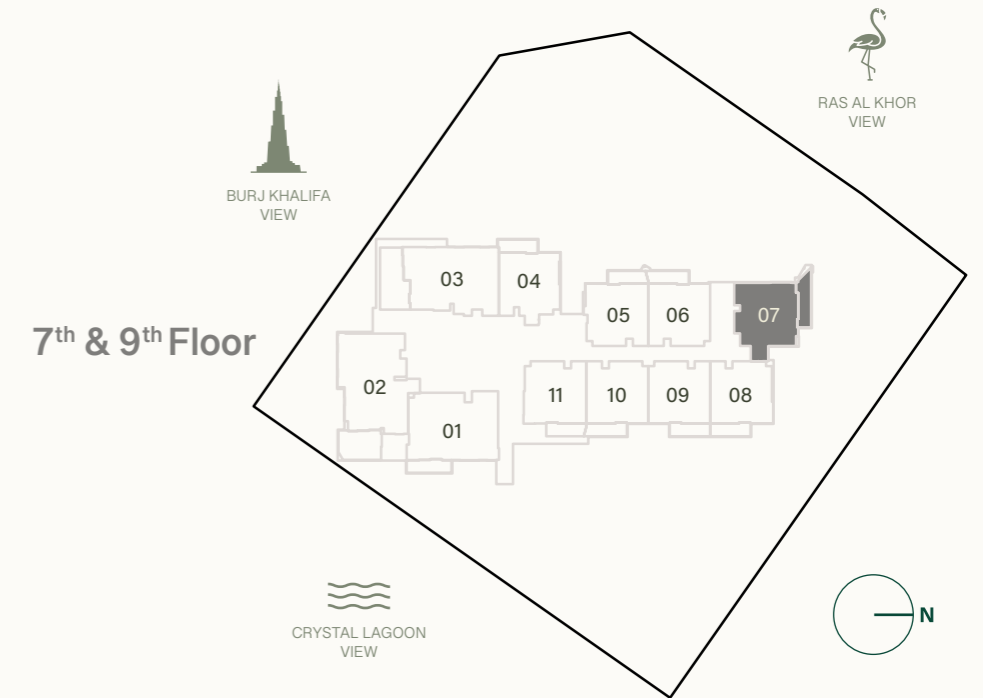 RAS AL KHOR
VIEW
BURJ KHALIFA
VIEW
7th & 9th Floor
03
04
05
06
07
02
01
11
10
09
08
CRYSTAL LAGOON
VIEW
N